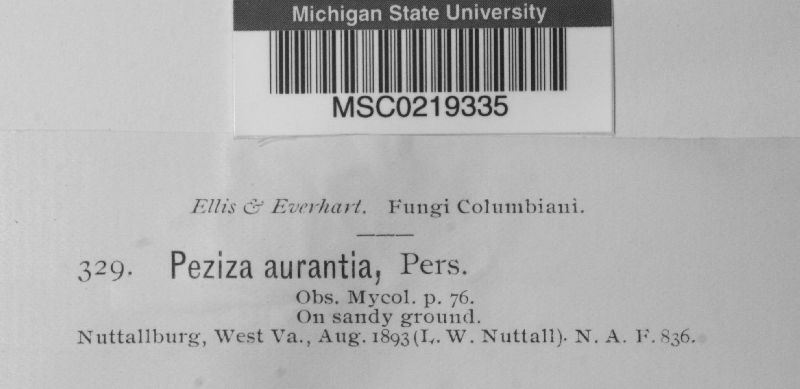 Michigan State University
MSC0219335
Ellis & Everhart. Fungi Columbiani.
329. Peziza aurantia, Pers.
Obs. Mycol. p. 76.
On sandy ground.
Nuttallburg, West Va., Aug. 1893 (L. W. Nuttall). N. A. F. 836.